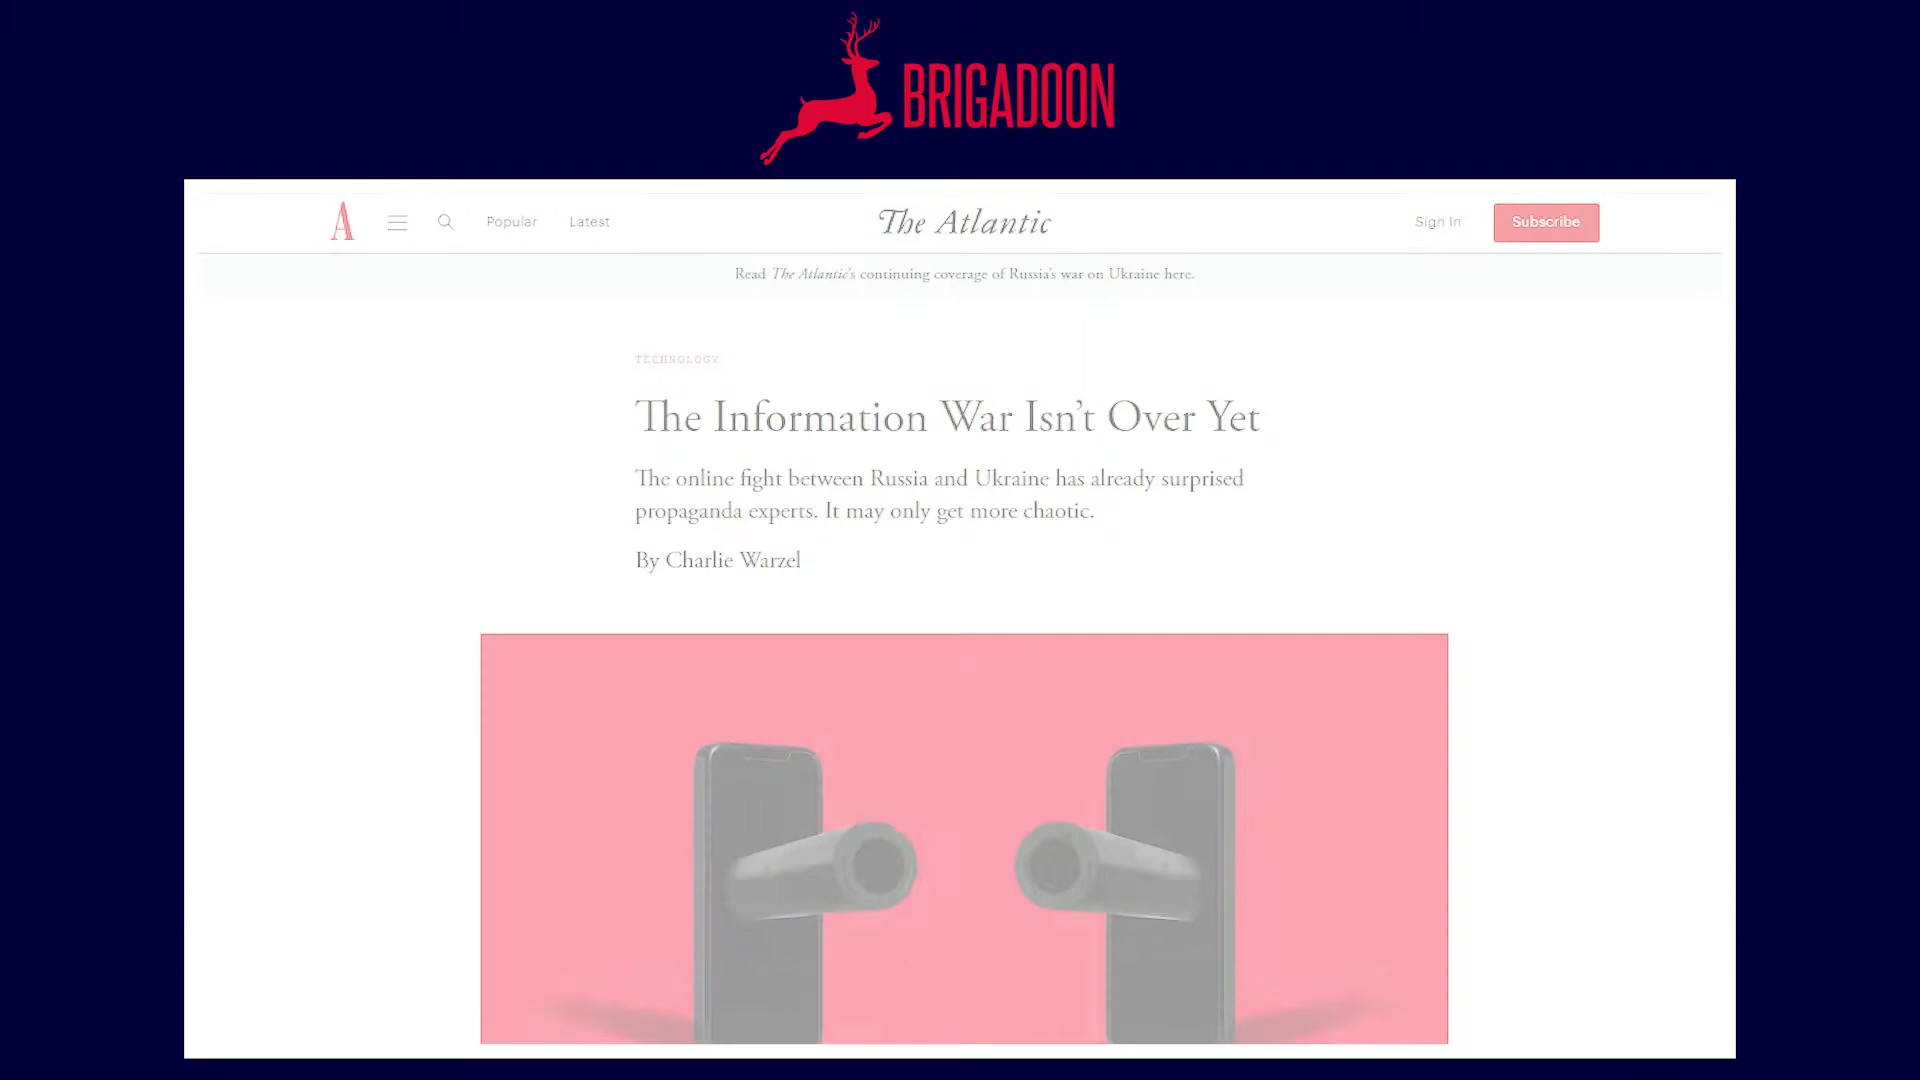 BRIGADOON
A Popular Latest The Atlantic Sign In Subscribe
Read The Atlantic's continuing coverage of Russia's war on Ukraine here.
TECHNOLOGY
The Information War Isn't Over Yet
The online fight between Russia and Ukraine has already surprised
propaganda experts. It may only get more chaotic.
By Charlie Warzel